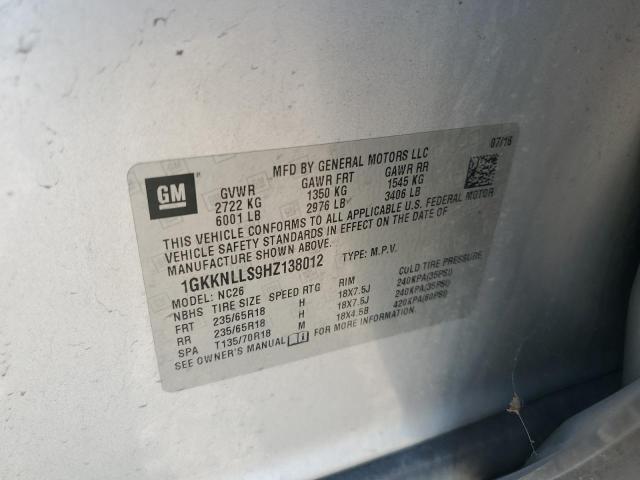 MFD BY GENERAL MOTORS LLC 07/16
GM
GVWR GAWR FRT GAWR RR
2722 KG 1350 KG 1545 KG
6001 LB 2976 LB 3406 LB
THIS VEHICLE CONFORMS TO ALL APPLICABLE U.S. FEDERAL MOTOR
VEHICLE SAFETY STANDARDS IN EFFECT ON THE DATE OF
MANUFACTURE SHOWN ABOVE.
1GKKNLLS9HZ138012 TYPE: M.P.V.
MODEL: NC26
NBHS TIRE SIZE SPEED RTG RIM COLD TIRE PRESSURE
FRT 235/65R18 H 18X7.5J 240KPA(35PSI)
RR 235/65R18 H 18X7.5J 240KPA(35PSI)
SPA T135/70R18 M 18X4.5B 420KPA(60PSI)
SEE OWNER'S MANUAL FOR MORE INFORMATION.